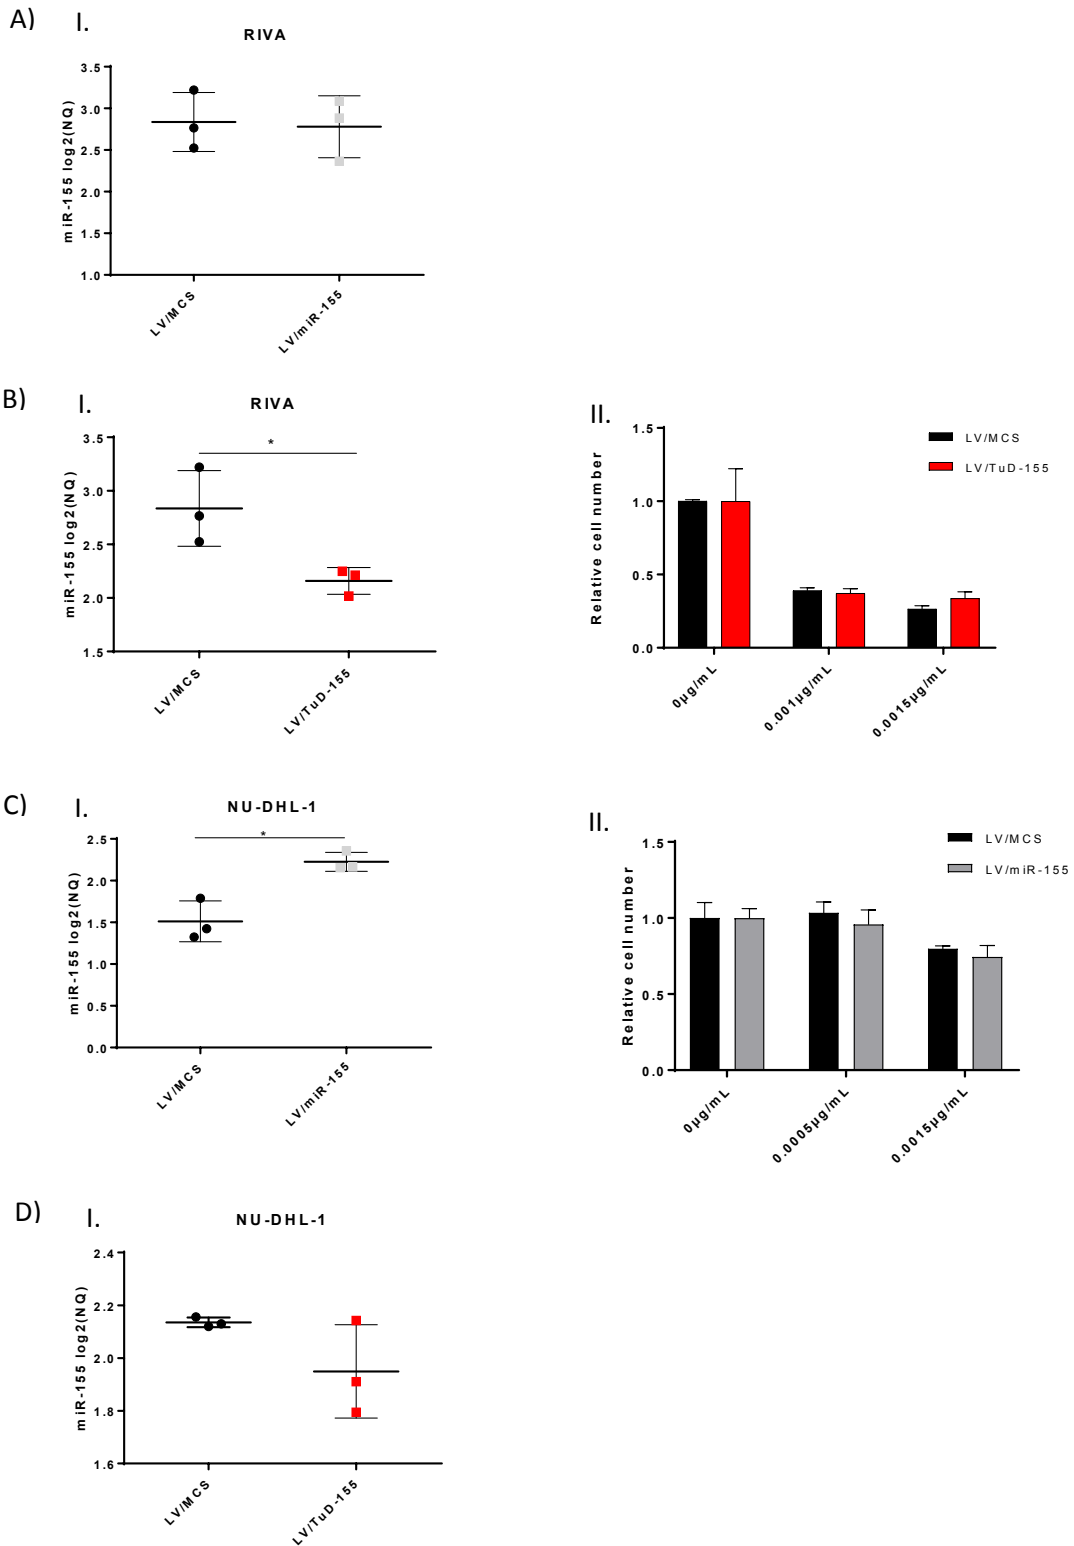 A)
I.
RIVA
miR-155 log2(NQ)
3.5
3.0
2.5
2.0
1.5
1.0
LV/MCS
LV/miR-155
B)
I.
RIVA
*
miR-155 log2(NQ)
3.5
3.0
2.5
2.0
1.5
LV/MCS
LV/TuD-155
II.
LV/MCS
LV/TuD-155
Relative cell number
1.5
1.0
0.5
0.0
0µg/mL
0.001µg/mL
0.0015µg/mL
C)
I.
NU-DHL-1
*
miR-155 log2(NQ)
2.5
2.0
1.5
1.0
0.5
0.0
LV/MCS
LV/miR-155
II.
LV/MCS
LV/miR-155
Relative cell number
1.5
1.0
0.5
0.0
0µg/mL
0.0005µg/mL
0.0015µg/mL
D)
I.
NU-DHL-1
miR-155 log2(NQ)
2.4
2.2
2.0
1.8
1.6
LV/MCS
LV/TuD-155